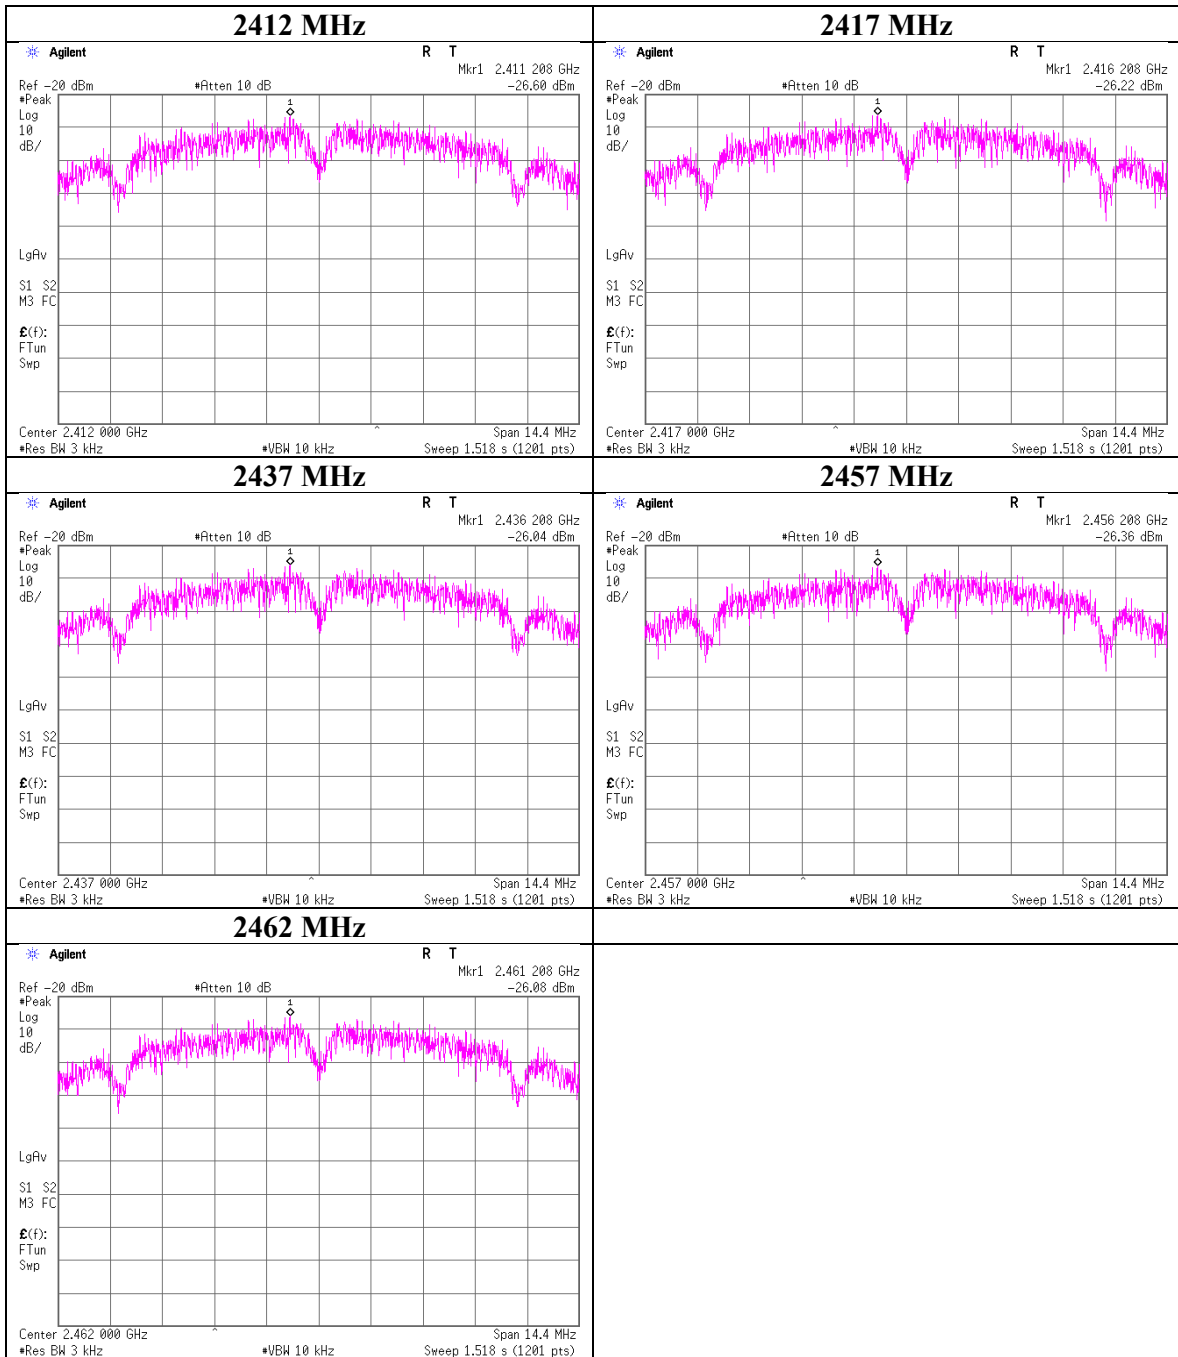 2412 MHz
Agilent R T
Mkr1 2.411 208 GHz
Ref -20 dBm #Atten 10 dB -26.60 dBm
#Peak
Log
10
dB/
1
LgAv
S1 S2
M3 FC
£(f):
FTun
Swp
Center 2.412 000 GHz ^ Span 14.4 MHz
#Res BW 3 kHz #VBW 10 kHz Sweep 1.518 s (1201 pts)
2417 MHz
Agilent R T
Mkr1 2.416 208 GHz
Ref -20 dBm #Atten 10 dB -26.22 dBm
#Peak
Log
10
dB/
1
LgAv
S1 S2
M3 FC
£(f):
FTun
Swp
Center 2.417 000 GHz ^ Span 14.4 MHz
#Res BW 3 kHz #VBW 10 kHz Sweep 1.518 s (1201 pts)
2437 MHz
Agilent R T
Mkr1 2.436 208 GHz
Ref -20 dBm #Atten 10 dB -26.04 dBm
#Peak
Log
10
dB/
1
LgAv
S1 S2
M3 FC
£(f):
FTun
Swp
Center 2.437 000 GHz ^ Span 14.4 MHz
#Res BW 3 kHz #VBW 10 kHz Sweep 1.518 s (1201 pts)
2457 MHz
Agilent R T
Mkr1 2.456 208 GHz
Ref -20 dBm #Atten 10 dB -26.36 dBm
#Peak
Log
10
dB/
1
LgAv
S1 S2
M3 FC
£(f):
FTun
Swp
Center 2.457 000 GHz ^ Span 14.4 MHz
#Res BW 3 kHz #VBW 10 kHz Sweep 1.518 s (1201 pts)
2462 MHz
Agilent R T
Mkr1 2.461 208 GHz
Ref -20 dBm #Atten 10 dB -26.08 dBm
#Peak
Log
10
dB/
1
LgAv
S1 S2
M3 FC
£(f):
FTun
Swp
Center 2.462 000 GHz ^ Span 14.4 MHz
#Res BW 3 kHz #VBW 10 kHz Sweep 1.518 s (1201 pts)